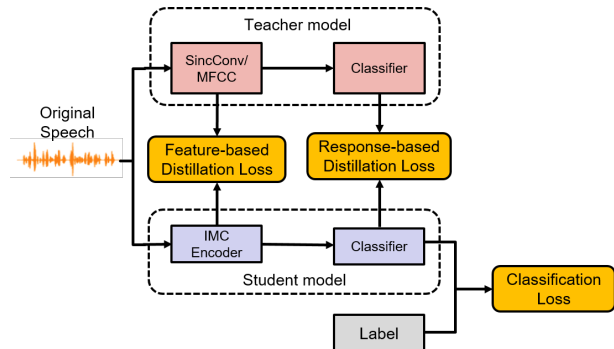 Teacher model
SincConv/
MFCC
Classifier
Original
Speech
Feature-based
Distillation Loss
Response-based
Distillation Loss
IMC
Encoder
Classifier
Student model
Classification
Loss
Label